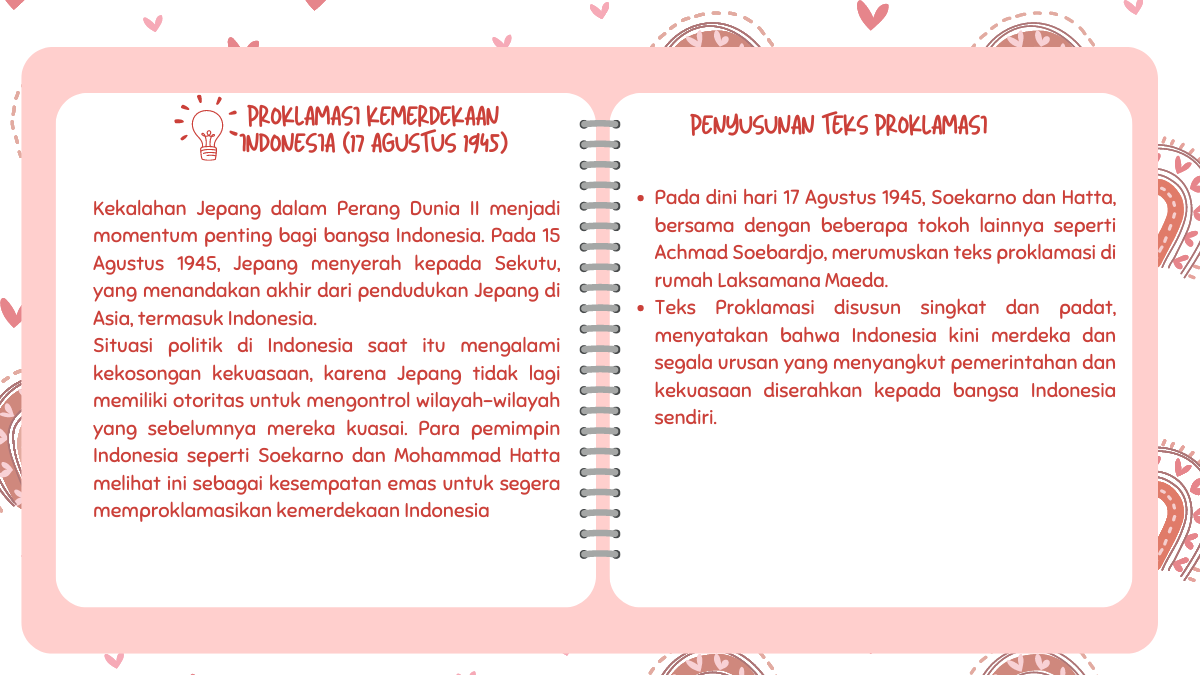 PROKLAMASI KEMERDEKAAN
INDONESIA (17 AGUSTUS 1945)
Kekalahan Jepang dalam Perang Dunia II menjadi
momentum penting bagi bangsa Indonesia. Pada 15
Agustus 1945, Jepang menyerah kepada Sekutu,
yang menandakan akhir dari pendudukan Jepang di
Asia, termasuk Indonesia.
Situasi politik di Indonesia saat itu mengalami
kekosongan kekuasaan, karena Jepang tidak lagi
memiliki otoritas untuk mengontrol wilayah-wilayah
yang sebelumnya mereka kuasai. Para pemimpin
Indonesia seperti Soekarno dan Mohammad Hatta
melihat ini sebagai kesempatan emas untuk segera
memproklamasikan kemerdekaan Indonesia
PENYUSUNAN TEKS PROKLAMASI
• Pada dini hari 17 Agustus 1945, Soekarno dan Hatta,
bersama dengan beberapa tokoh lainnya seperti
Achmad Soebardjo, merumuskan teks proklamasi di
rumah Laksamana Maeda.
• Teks Proklamasi disusun singkat dan padat,
menyatakan bahwa Indonesia kini merdeka dan
segala urusan yang menyangkut pemerintahan dan
kekuasaan diserahkan kepada bangsa Indonesia
sendiri.